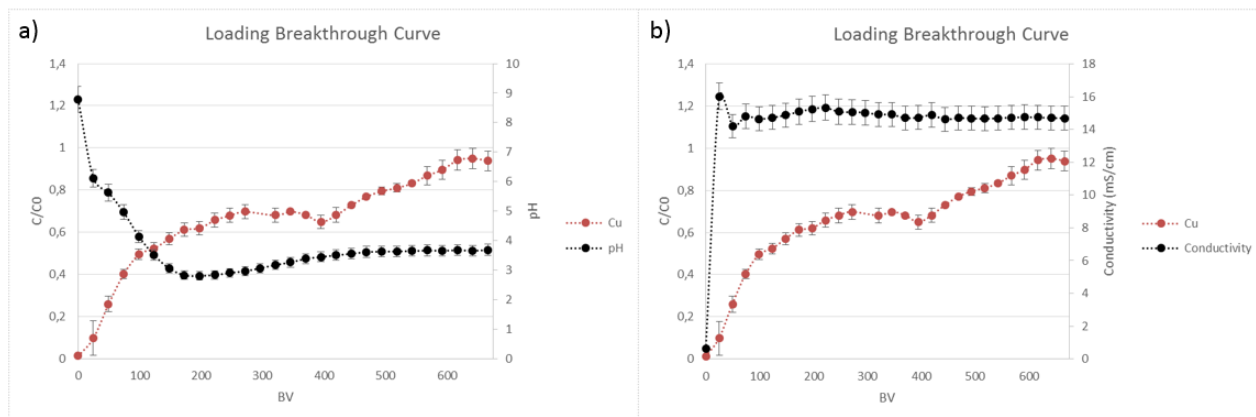 a)
Loading Breakthrough Curve
1,4
1,2
1
0,8
0,6
0,4
0,2
0
C/C0
10
9
8
7
6
5
4
3
2
1
0
pH
0 100 200 300 400 500 600
BV
Cu
pH
b)
Loading Breakthrough Curve
1,4
1,2
1
0,8
0,6
0,4
0,2
0
C/C0
18
16
14
12
10
8
6
4
2
0
Conductivity (mS/cm)
0 100 200 300 400 500 600
BV
Cu
Conductivity